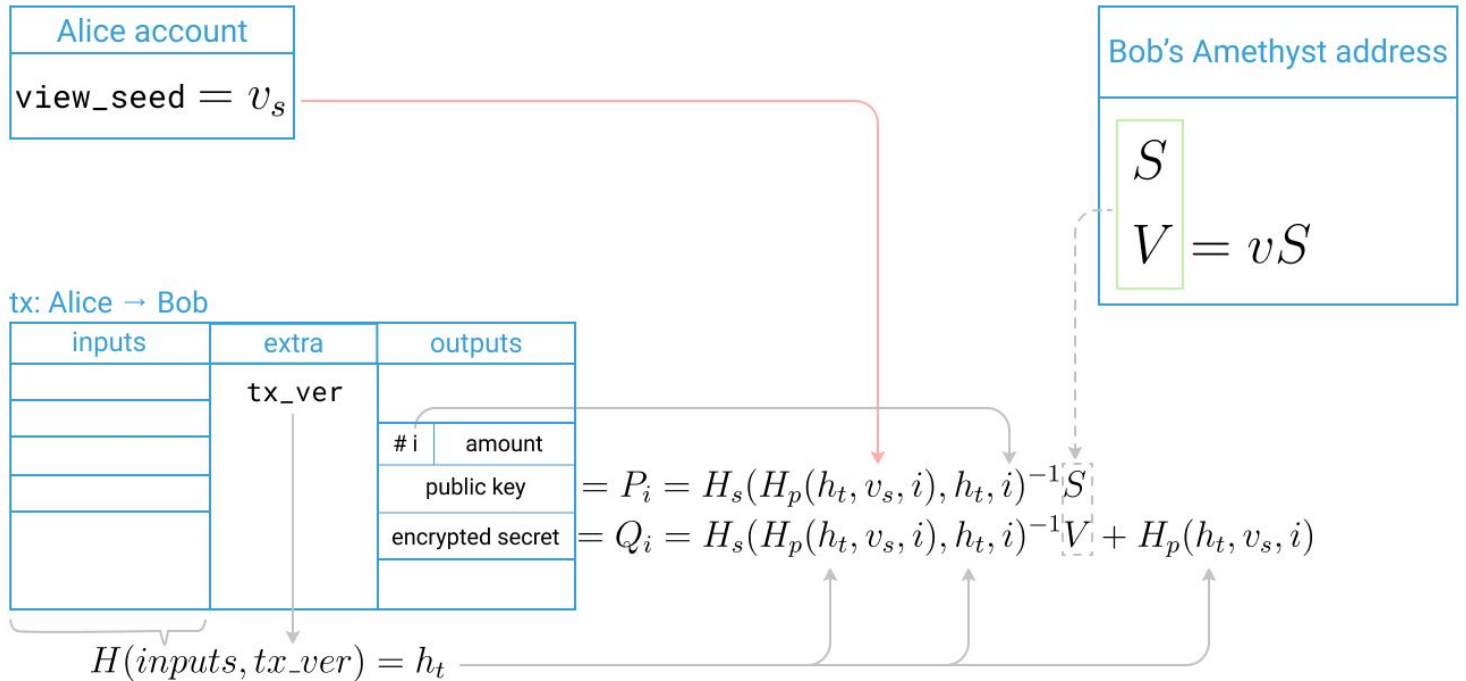 Alice account
view_seed = v_s
Bob’s Amethyst address
S
V = vS
tx: Alice → Bob
inputs extra outputs
tx_ver
# i amount
public key = P_i = H_s(H_p(h_t, v_s, i), h_t, i)^{-1}S
encrypted secret = Q_i = H_s(H_p(h_t, v_s, i), h_t, i)^{-1}V + H_p(h_t, v_s, i)
H(inputs, tx_ver) = h_t